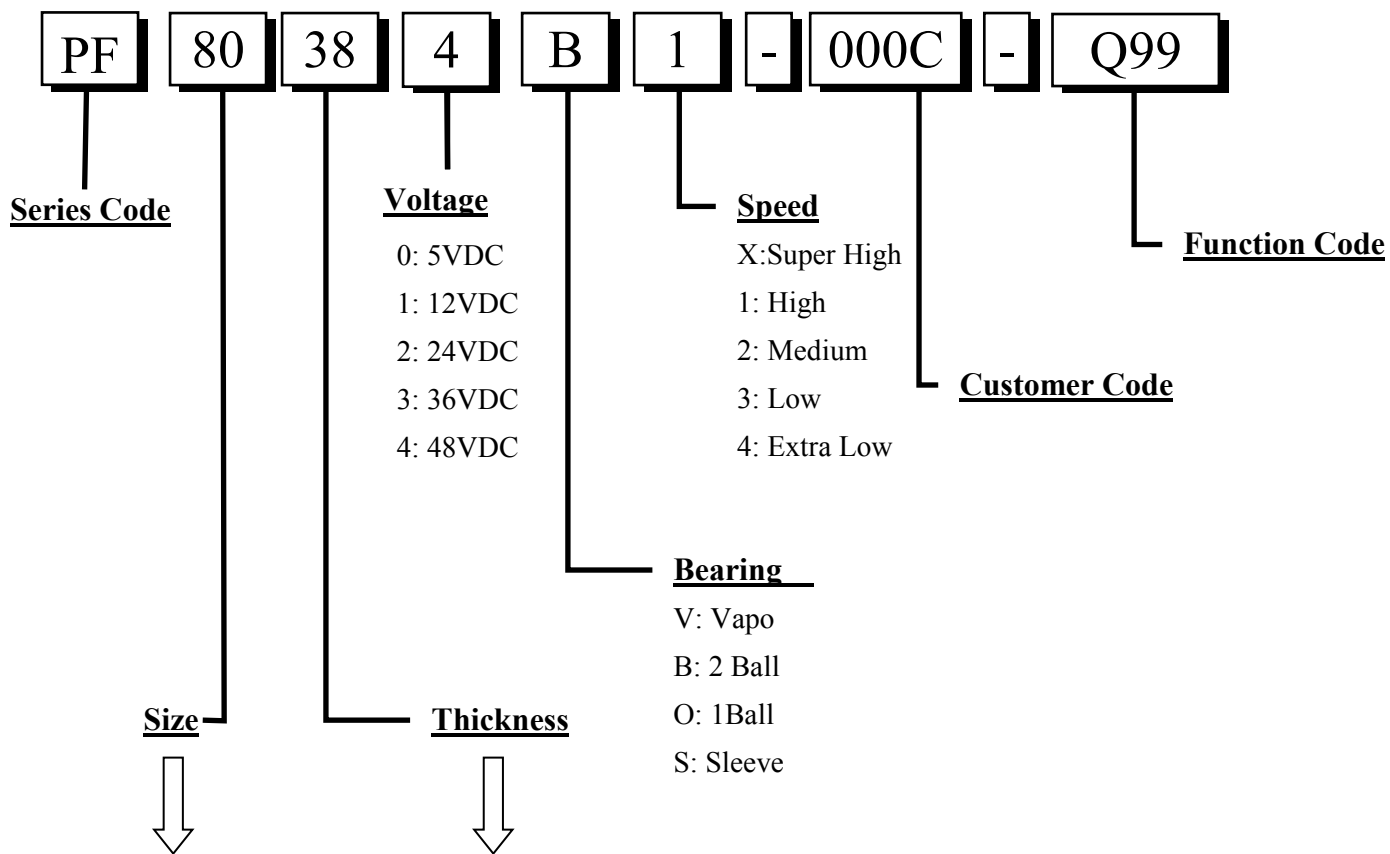 PF 80 38 4 B 1 - 000C - Q99
Series Code
Voltage
0: 5VDC
1: 12VDC
2: 24VDC
3: 36VDC
4: 48VDC
Speed
X:Super High
1: High
2: Medium
3: Low
4: Extra Low
Function Code
Customer Code
Bearing
V: Vapo
B: 2 Ball
O: 1Ball
S: Sleeve
Size
Thickness